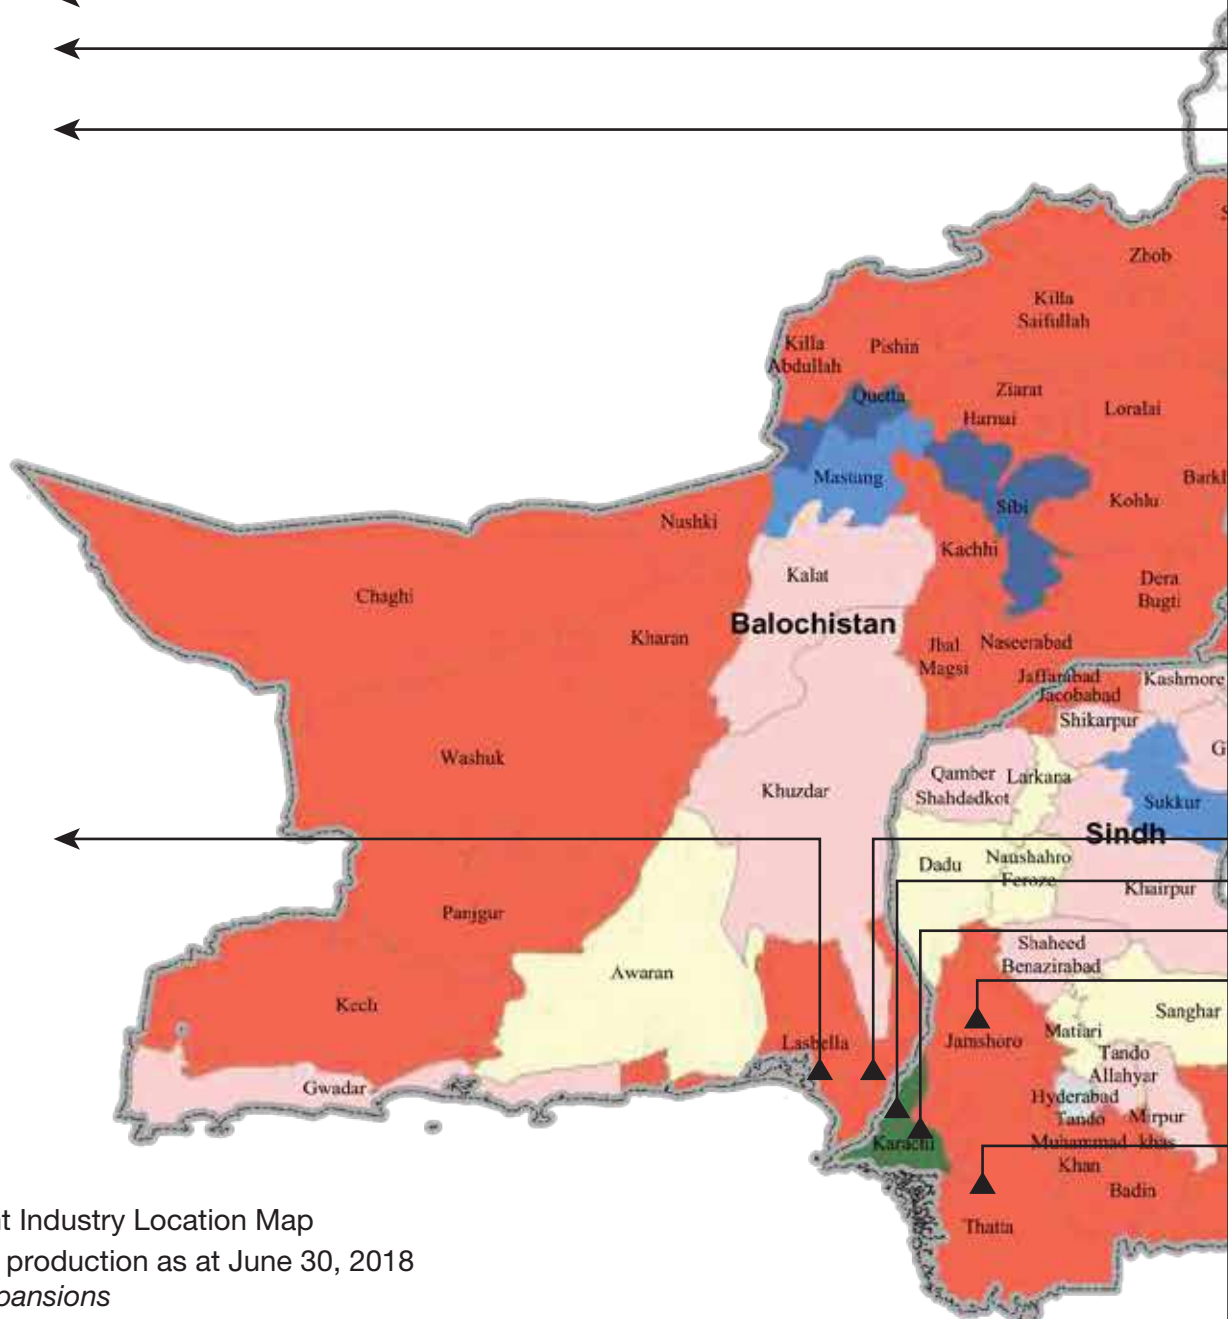 Zhob
Killa
Saifullah
Killa
Abdullah
Pishin
Ziarat
Quetta
Harnai
Loralai
Mastung
Barkl
Sibi
Kohlu
Nushki
Kachhi
Kalat
Dera
Bugti
Chaghi
Balochistan
Kharan
Jhal
Magsi
Naseerabad
Jaffarabad
Jacobabad
Kashmore
Shikarpur
G
Washuk
Qamber
Shahdadkot
Larkana
Khuzdar
Sukkur
Sindh
Dadu
Naushahro
Feroze
Khairpur
Panjgur
Shaheed
Benazirabad
Awaran
Kech
Sanghar
Matiari
Lasbella
Jamshoro
Tando
Allahyar
Gwadar
Hyderabad
Tando
Muhammad
Khan
Mirpur
khas
Karachi
Badin
Thatta
t Industry Location Map
production as at June 30, 2018
pansions